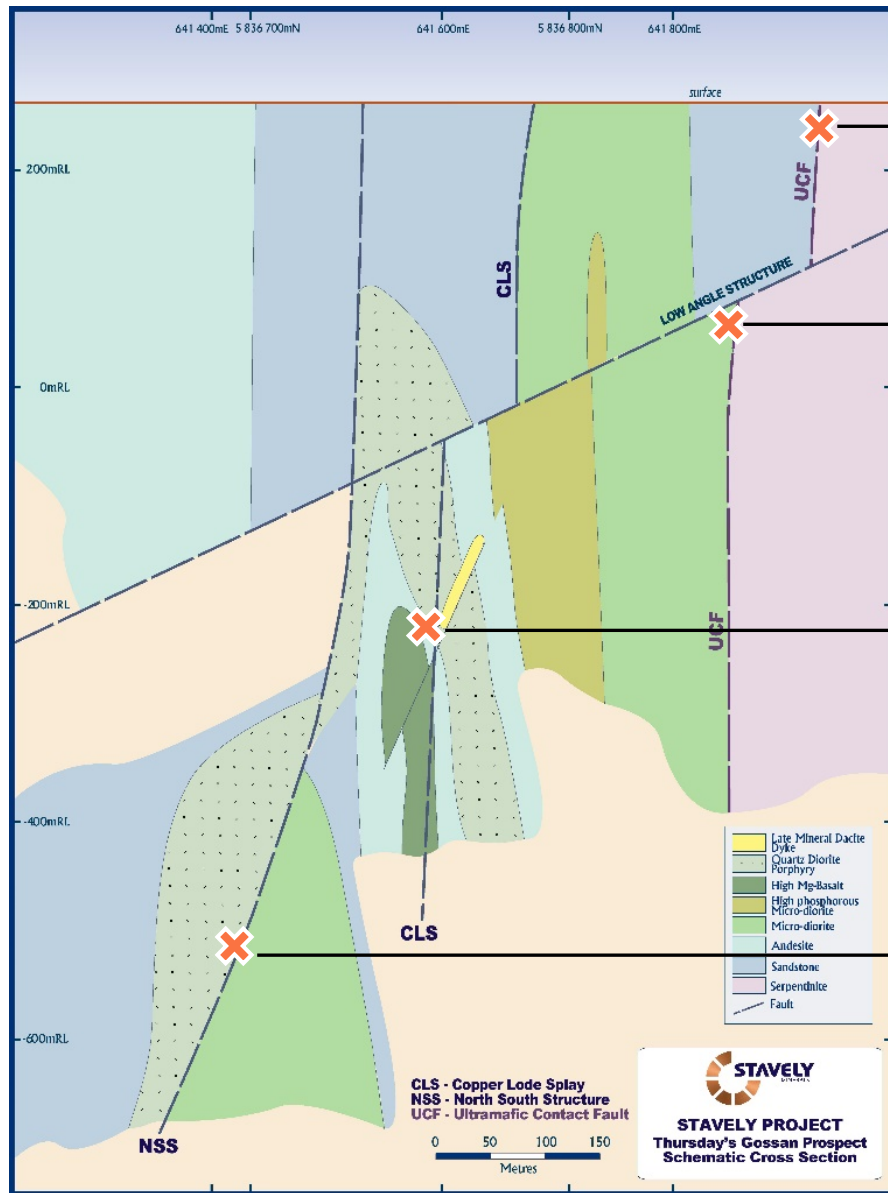 641 400mE 5 836 700mN 641 600mE 5 836 800mN 641 800mE
surface
200mRL
UCF
CLS
LOW ANGLE STRUCTURE
0mRL
-200mRL
UCF
-400mRL
Late Mineral Dacite
Dyke
Quartz Diorite
Porphyry
High Mg-Basalt
High phosphorous
Micro-diorite
Micro-diorite
Andesite
Sandstone
Serpentinite
Fault
CLS
-600mRL
NSS
CLS - Copper Lode Splay
NSS - North South Structure
UCF - Ultramafic Contact Fault
0 50 100 150
Metres
STAVELY
MINERALS
STAVELY PROJECT
Thursday's Gossan Prospect
Schematic Cross Section